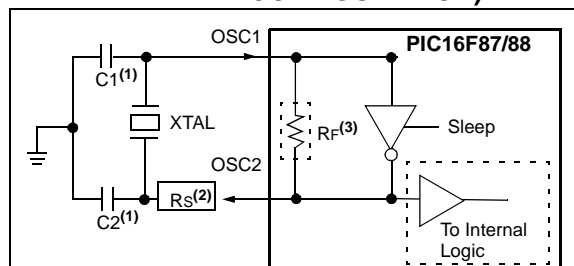 OSC1
PIC16F87/88
C1(1)
XTAL
RF(3)
Sleep
OSC2
RS(2)
C2(1)
To Internal
Logic